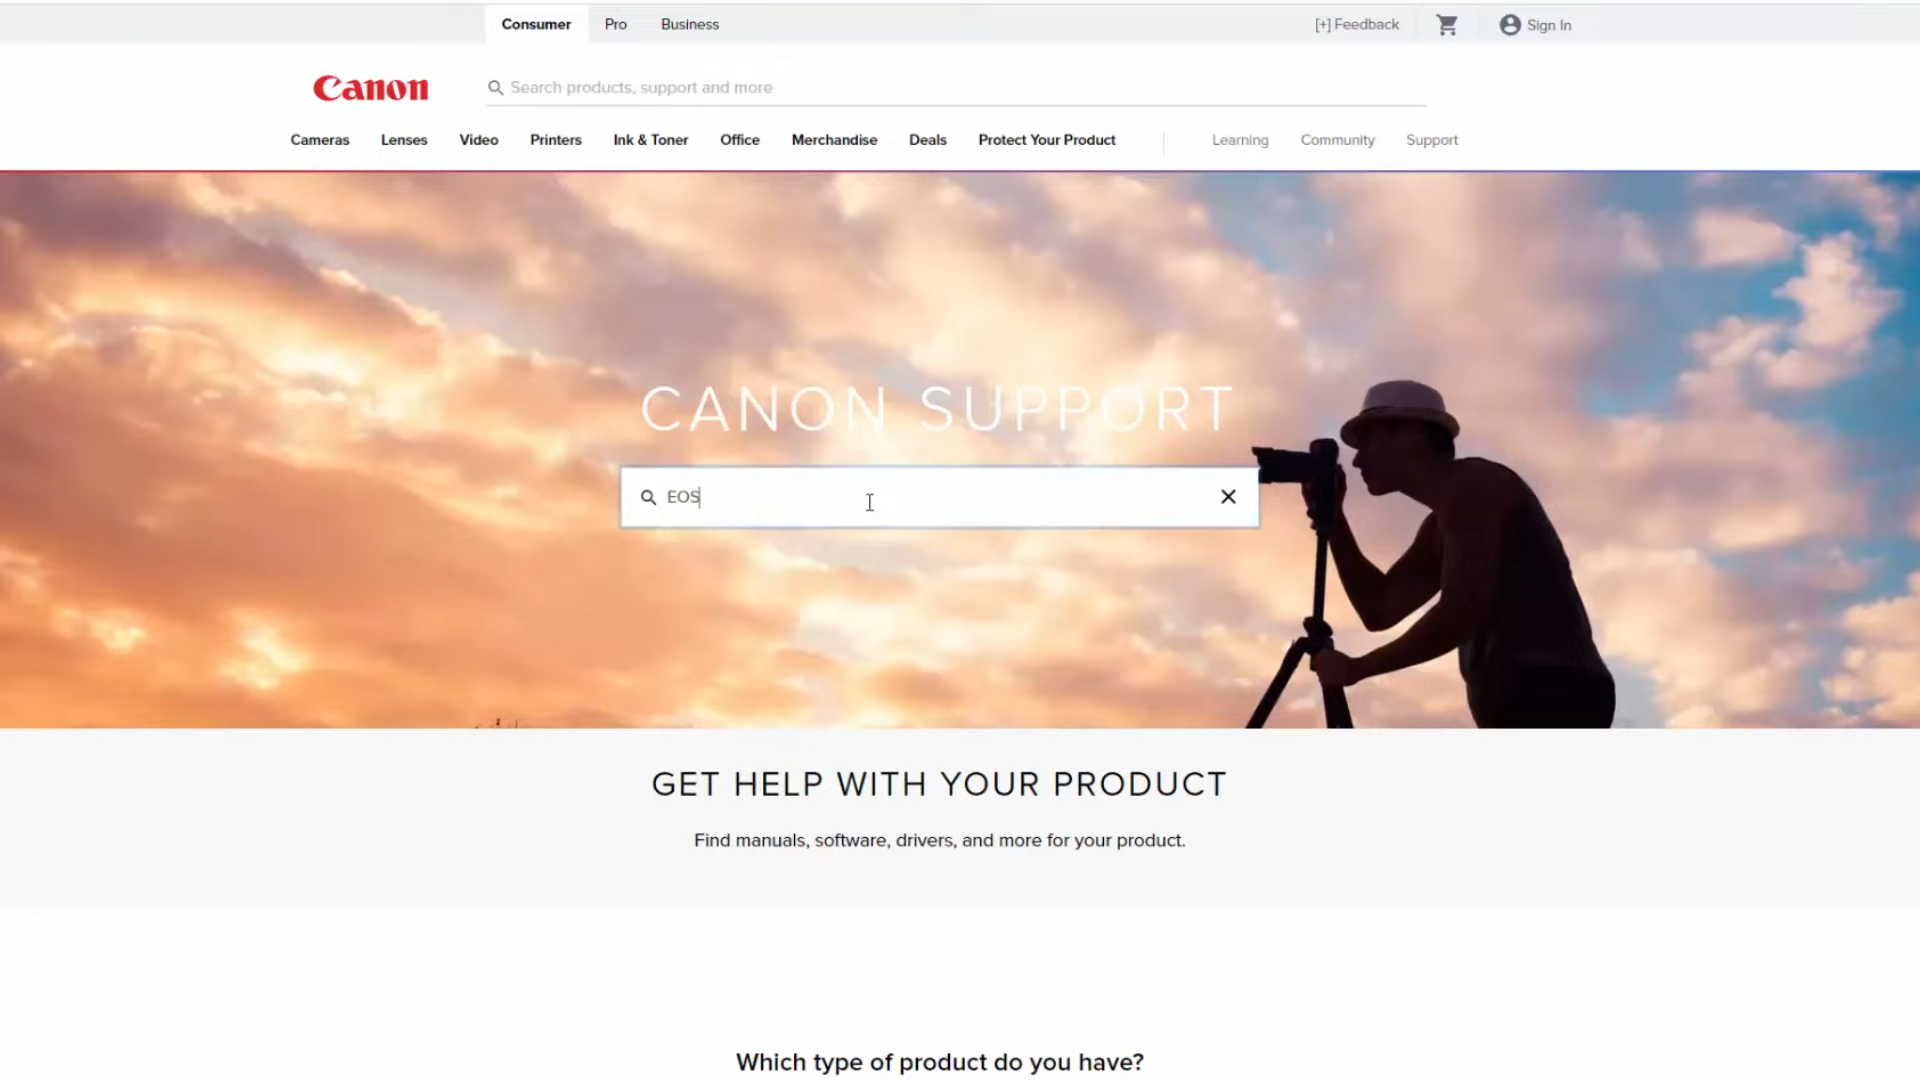 Consumer Pro Business [+] Feedback Sign In
Canon Search products, support and more
Cameras Lenses Video Printers Ink & Toner Office Merchandise Deals Protect Your Product Learning Community Support
CANON SUPPORT
EOS
GET HELP WITH YOUR PRODUCT
Find manuals, software, drivers, and more for your product.
Which type of product do you have?